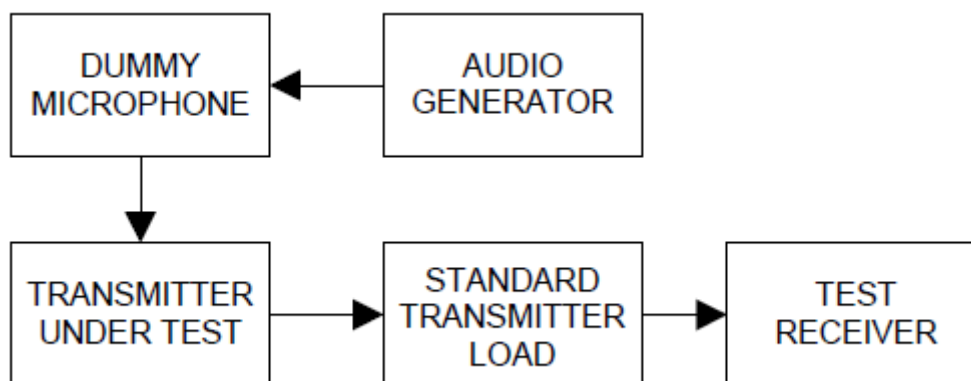 DUMMY
MICROPHONE
AUDIO
GENERATOR
TRANSMITTER
UNDER TEST
STANDARD
TRANSMITTER
LOAD
TEST
RECEIVER